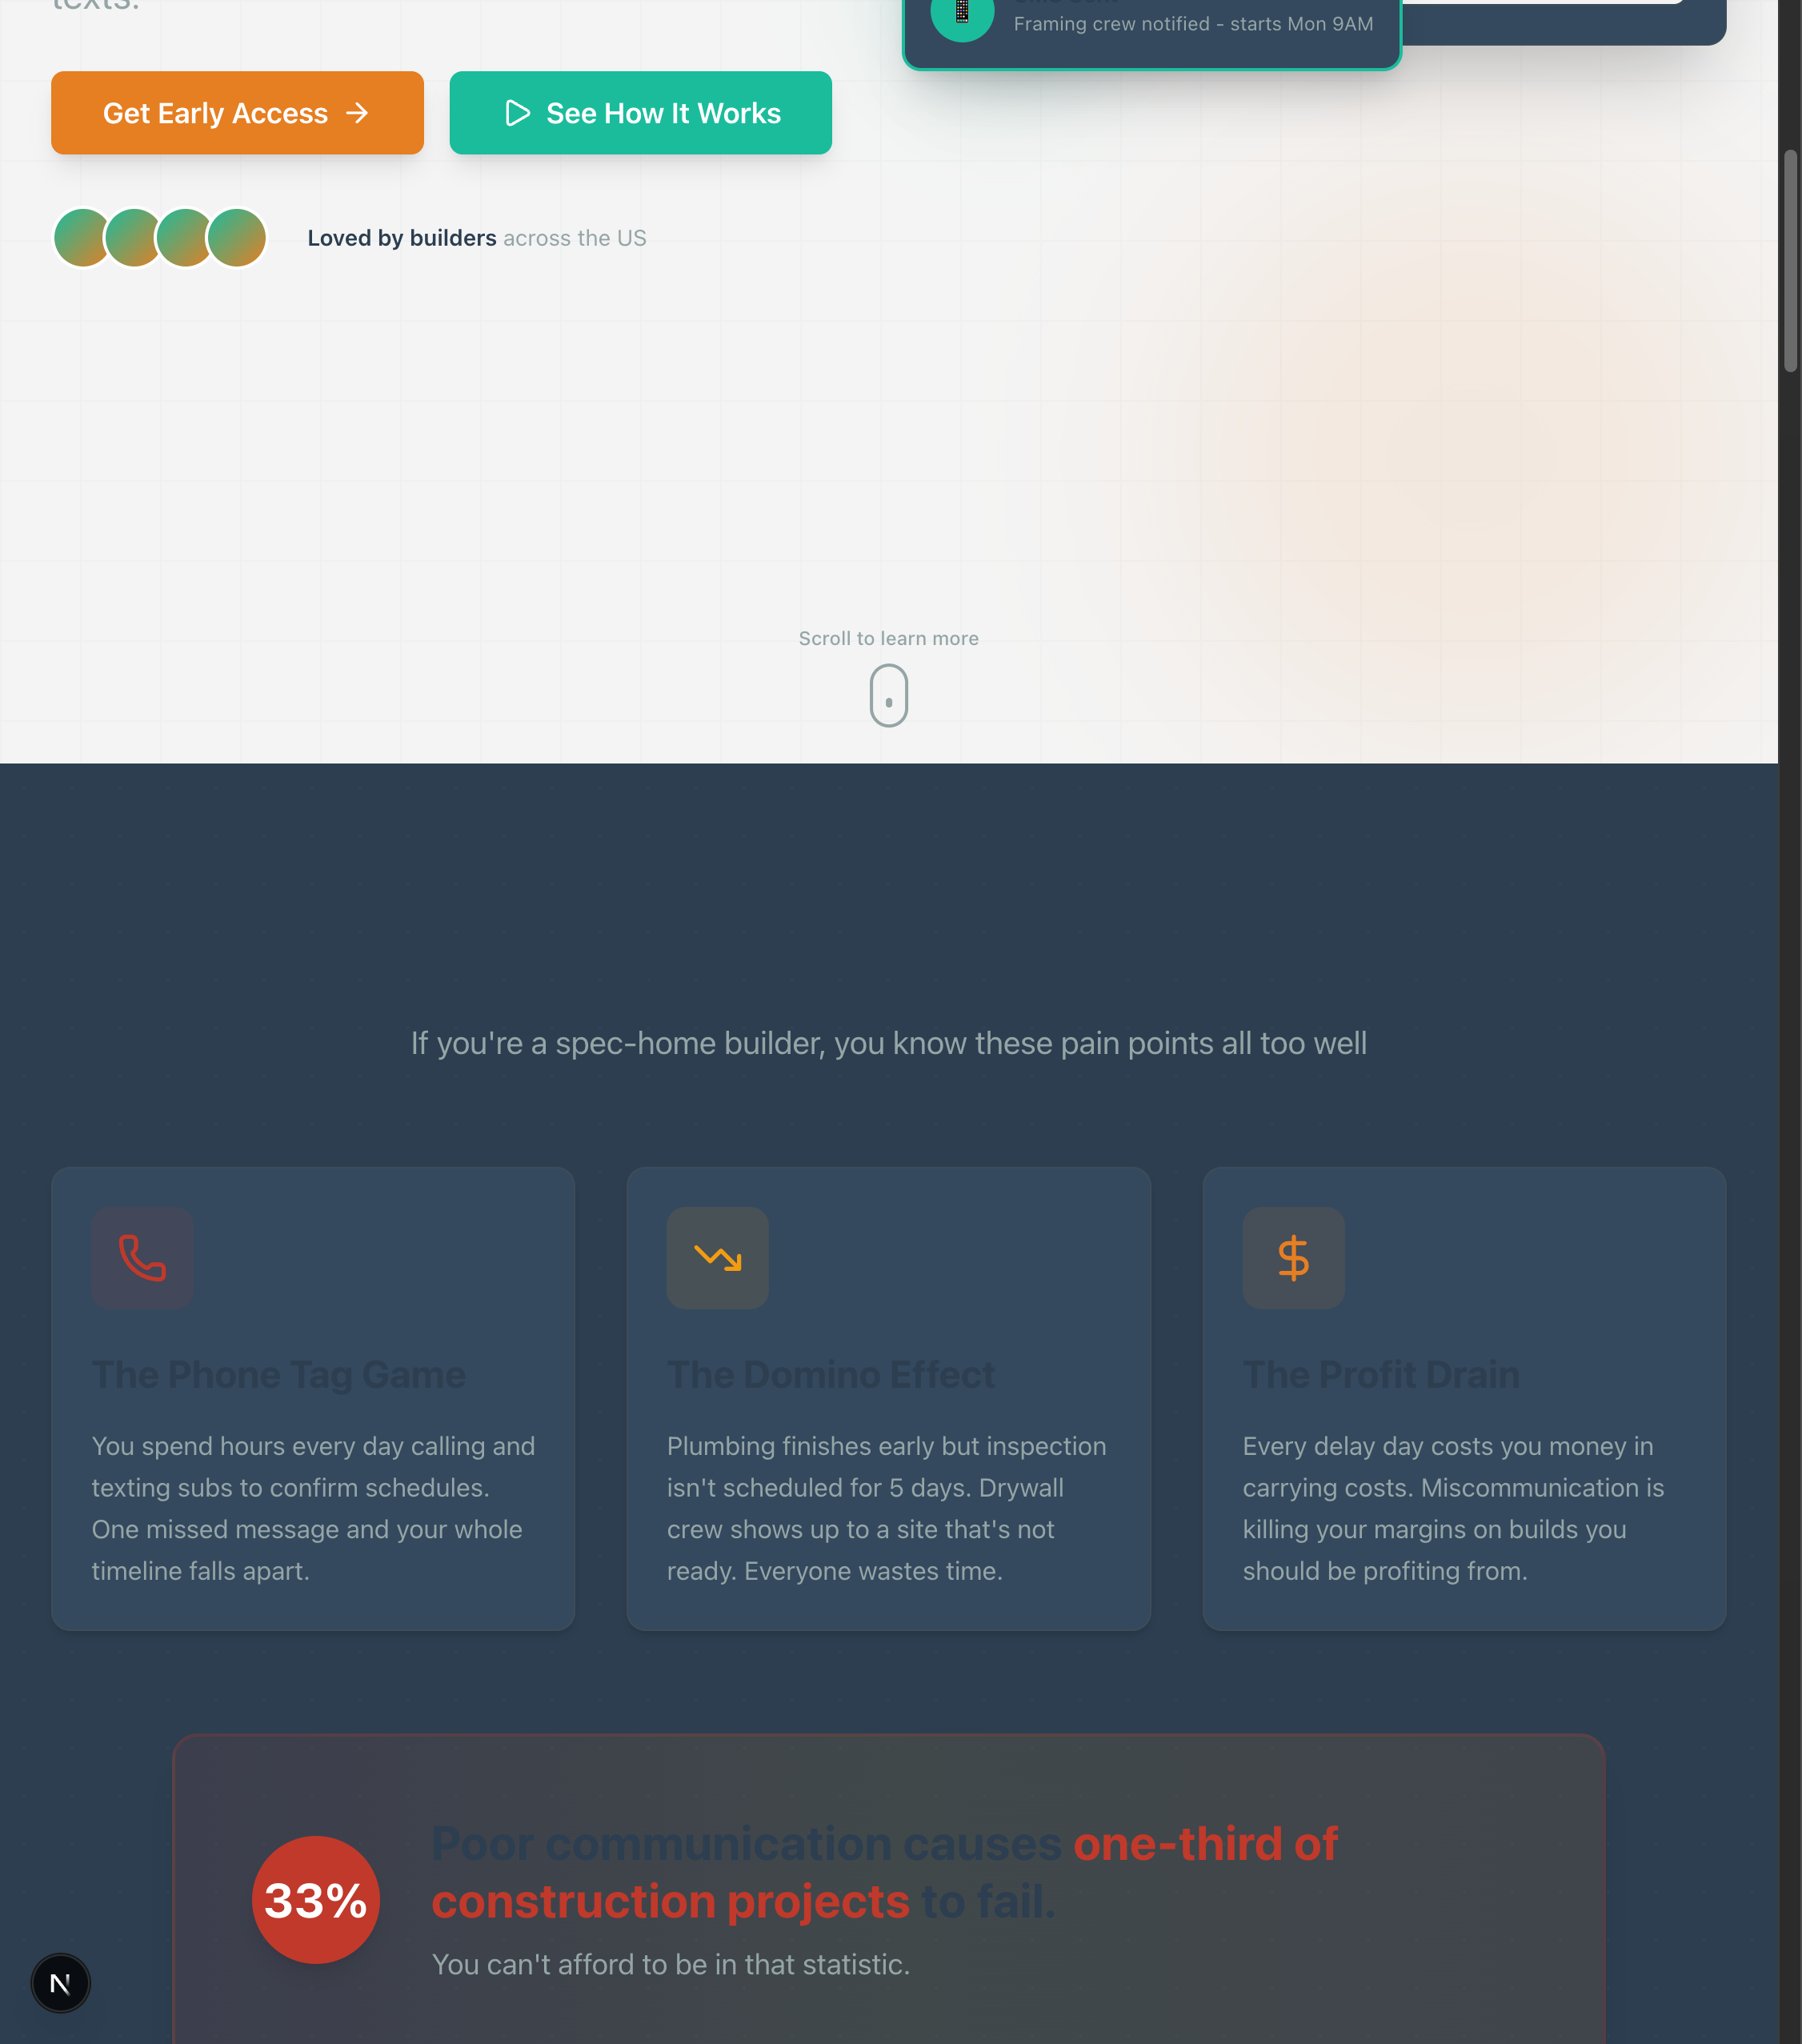 texts.
Framing crew notified - starts Mon 9AM
Get Early Access
See How It Works
Loved by builders across the US
Scroll to learn more
If you're a spec-home builder, you know these pain points all too well
The Phone Tag Game
You spend hours every day calling and
texting subs to confirm schedules.
One missed message and your whole
timeline falls apart.
The Domino Effect
Plumbing finishes early but inspection
isn't scheduled for 5 days. Drywall
crew shows up to a site that's not
ready. Everyone wastes time.
The Profit Drain
Every delay day costs you money in
carrying costs. Miscommunication is
killing your margins on builds you
should be profiting from.
33%
Poor communication causes one-third of
construction projects to fail.
You can't afford to be in that statistic.
N